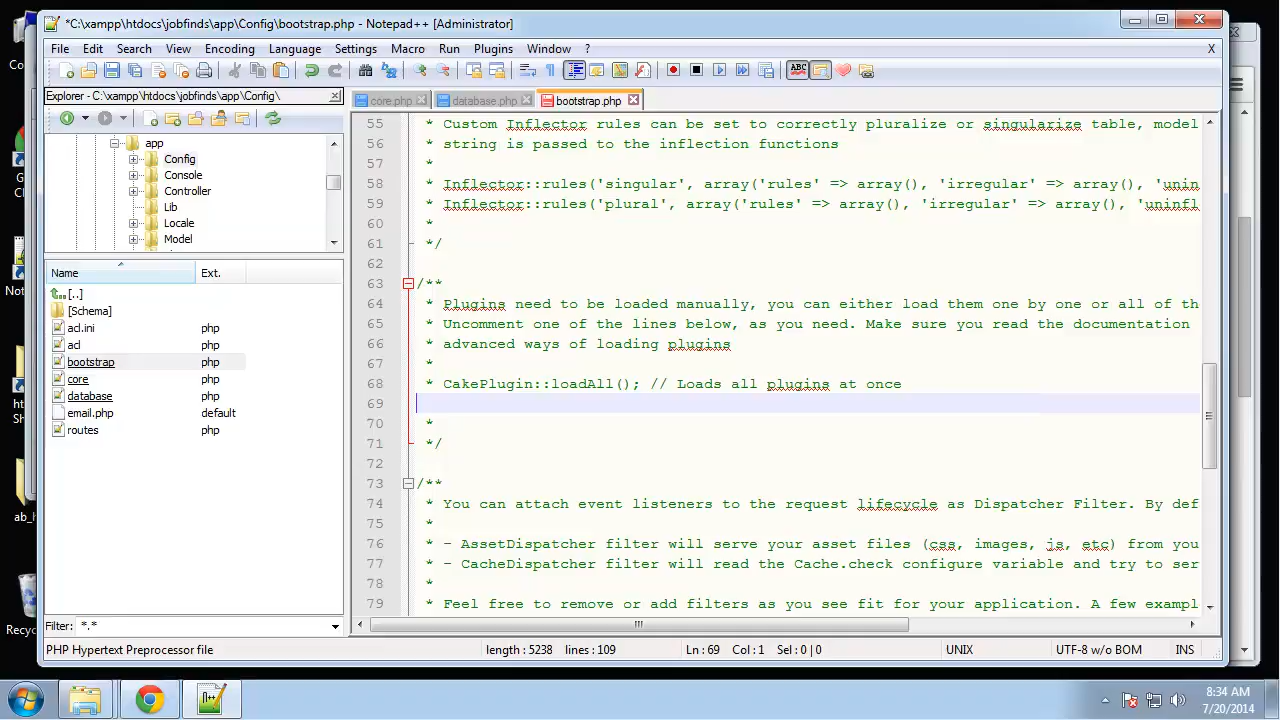 *C:\xampp\htdocs\jobfinds\app\Config\bootstrap.php - Notepad++ [Administrator]
File Edit Search View Encoding Language Settings Macro Run Plugins Window ? X
Explorer - C:\xampp\htdocs\jobfinds\app\Config\
core.php database.php bootstrap.php
app
Config
Console
Controller
Lib
Locale
Model
Name Ext.
[..]
[Schema]
acl.ini php
acl php
bootstrap php
core php
database php
email.php default
routes php
Filter: *.*
55 * Custom Inflector rules can be set to correctly pluralize or singularize table, model
56 * string is passed to the inflection functions
57 *
58 * Inflector::rules('singular', array('rules' => array(), 'irregular' => array(), 'unin
59 * Inflector::rules('plural', array('rules' => array(), 'irregular' => array(), 'uninfl
60 *
61 */
62
63 /**
64 * Plugins need to be loaded manually, you can either load them one by one or all of th
65 * Uncomment one of the lines below, as you need. Make sure you read the documentation
66 * advanced ways of loading plugins
67 *
68 * CakePlugin::loadAll(); // Loads all plugins at once
69
70 *
71 */
72
73 /**
74 * You can attach event listeners to the request lifecycle as Dispatcher Filter. By def
75 *
76 * - AssetDispatcher filter will serve your asset files (css, images, js, etc) from you
77 * - CacheDispatcher filter will read the Cache.check configure variable and try to ser
78 *
79 * Feel free to remove or add filters as you see fit for your application. A few exampl
PHP Hypertext Preprocessor file length : 5238 lines : 109 Ln : 69 Col : 1 Sel : 0 | 0 UNIX UTF-8 w/o BOM INS
8:34 AM
7/20/2014